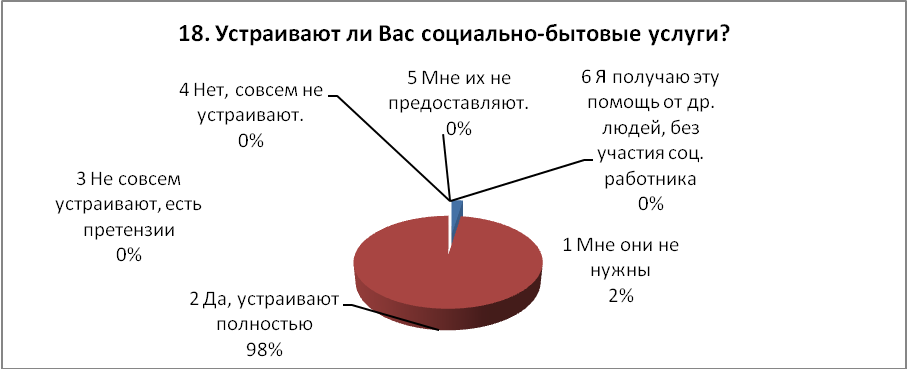 18. Устраивают ли Вас социально-бытовые услуги?
4 Нет, совсем не
устраивают.
0%
5 Мне их не
предоставляют.
0%
6 Я получаю эту
помощь от др.
людей, без
участия соц.
работника
0%
3 Не совсем
устраивают, есть
претензии
0%
1 Мне они не
нужны
2%
2 Да, устраивают
полностью
98%